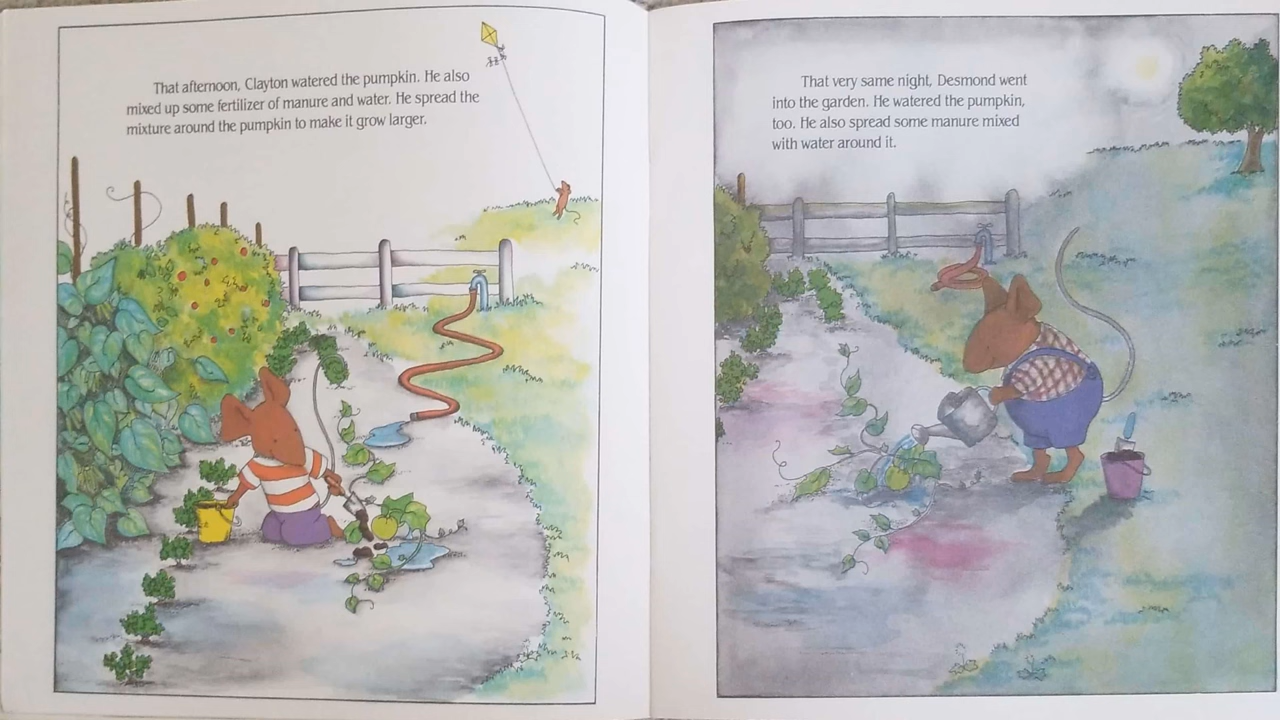 That afternoon, Clayton watered the pumpkin. He also
mixed up some fertilizer of manure and water. He spread the
mixture around the pumpkin to make it grow larger.
That very same night, Desmond went
into the garden. He watered the pumpkin,
too. He also spread some manure mixed
with water around it.